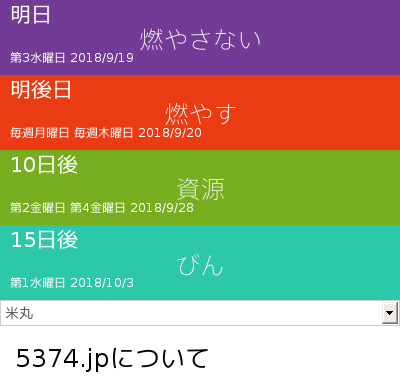 明日
燃やさない
第3水曜日 2018/9/19
明後日
燃やす
毎週月曜日 毎週木曜日 2018/9/20
10日後
資源
第2金曜日 第4金曜日 2018/9/28
15日後
びん
第1水曜日 2018/10/3
米丸
5374.jpについて